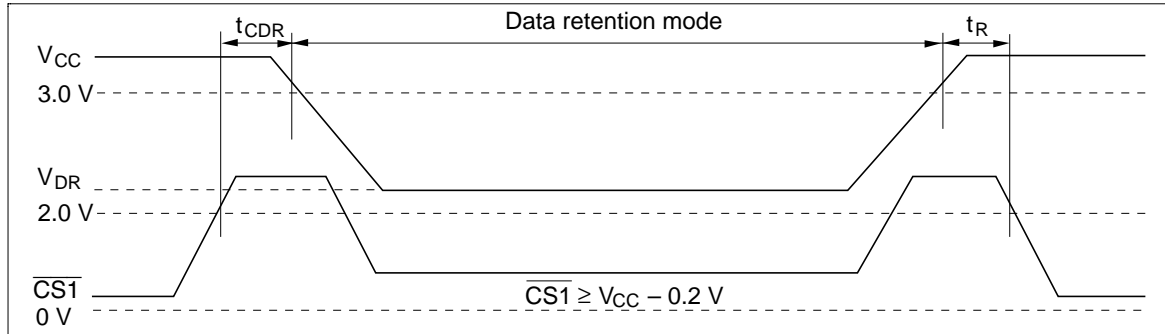 Data retention mode
tCDR
tR
VCC
3.0 V
VDR
2.0 V
CS1
CS1 ≥ VCC – 0.2 V
0 V